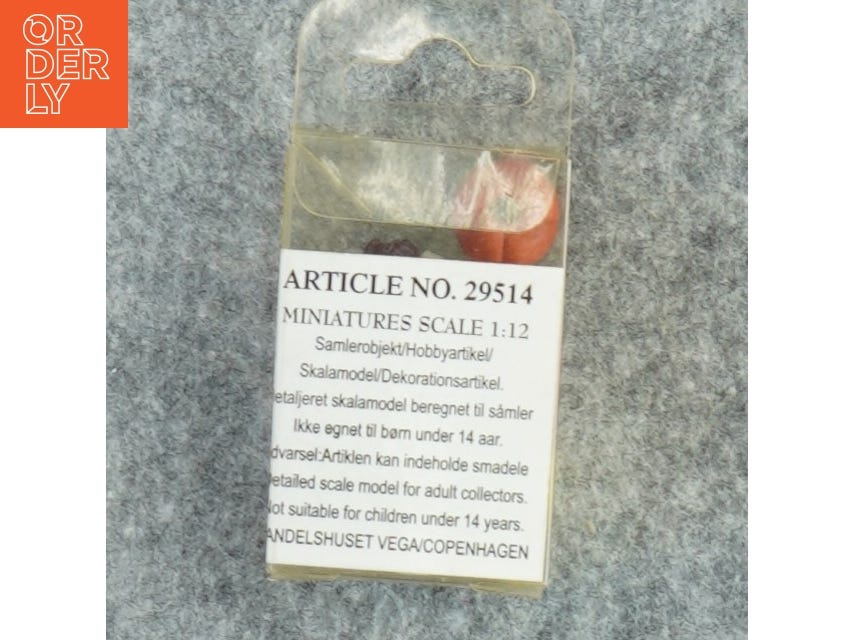 OR
DER
LY
ARTICLE NO. 29514
MINIATURES SCALE 1:12
Samlerobjekt/Hobbyartikel/
Skalamodel/Dekorationsartikel.
etaljeret skalamodel beregnet til såmler
Ikke egnet til børn under 14 aar.
dvarsel:Artiklen kan indeholde smadele
Detailed scale model for adult collectors.
Not suitable for children under 14 years.
ANDELSHUSET VEGA/COPENHAGEN